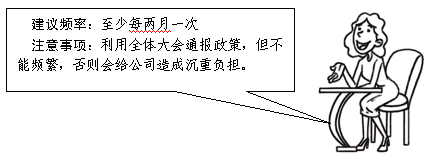 建议频率：至少每两月一次
注意事项：利用全体大会通报政策，但不
能频繁，否则会给公司造成沉重负担。